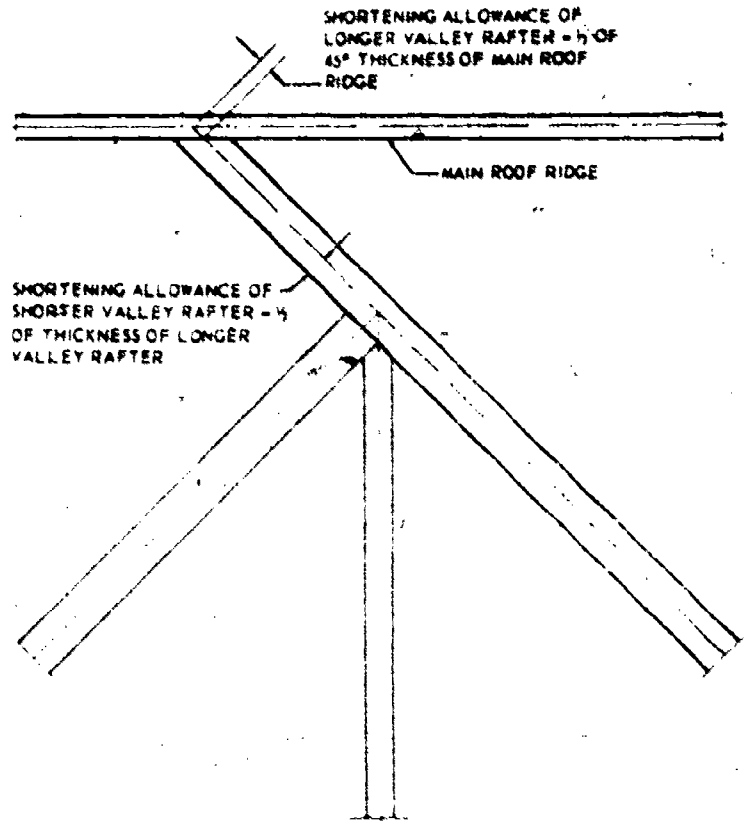 SHORTENING ALLOWANCE OF
LONGER VALLEY RAFTER = ½ OF
45° THICKNESS OF MAIN ROOF
RIDGE
MAIN ROOF RIDGE
SHORTENING ALLOWANCE OF
SHORTER VALLEY RAFTER = ½
OF THICKNESS OF LONGER
VALLEY RAFTER